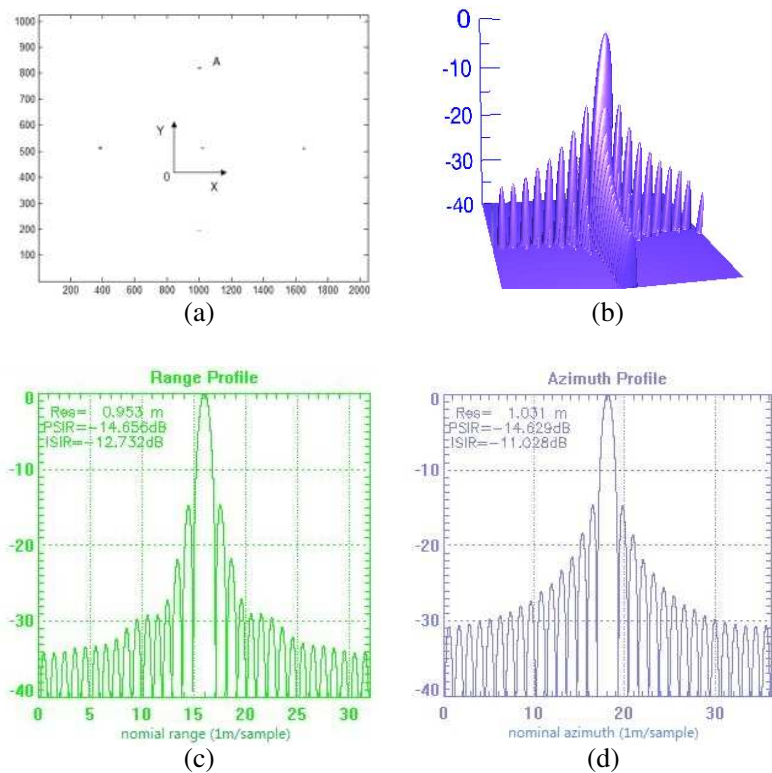 1000
900
800
700
600
500
400
300
200
100
A
Y
0
X
200 400 600 800 1000 1200 1400 1600 1800 2000
(a)
0
-10
-20
-30
-40
(b)
Range Profile
Res= 0.953 m
PSIR=-14.656dB
ISIR=-12.732dB
0
-10
-20
-30
-40
0 5 10 15 20 25 30
nomial range (1m/sample)
(c)
Azimuth Profile
Res= 1.031 m
PSIR=-14.629dB
ISIR=-11.028dB
0
-10
-20
-30
-40
0 10 20 30
nominal azimuth (1m/sample)
(d)